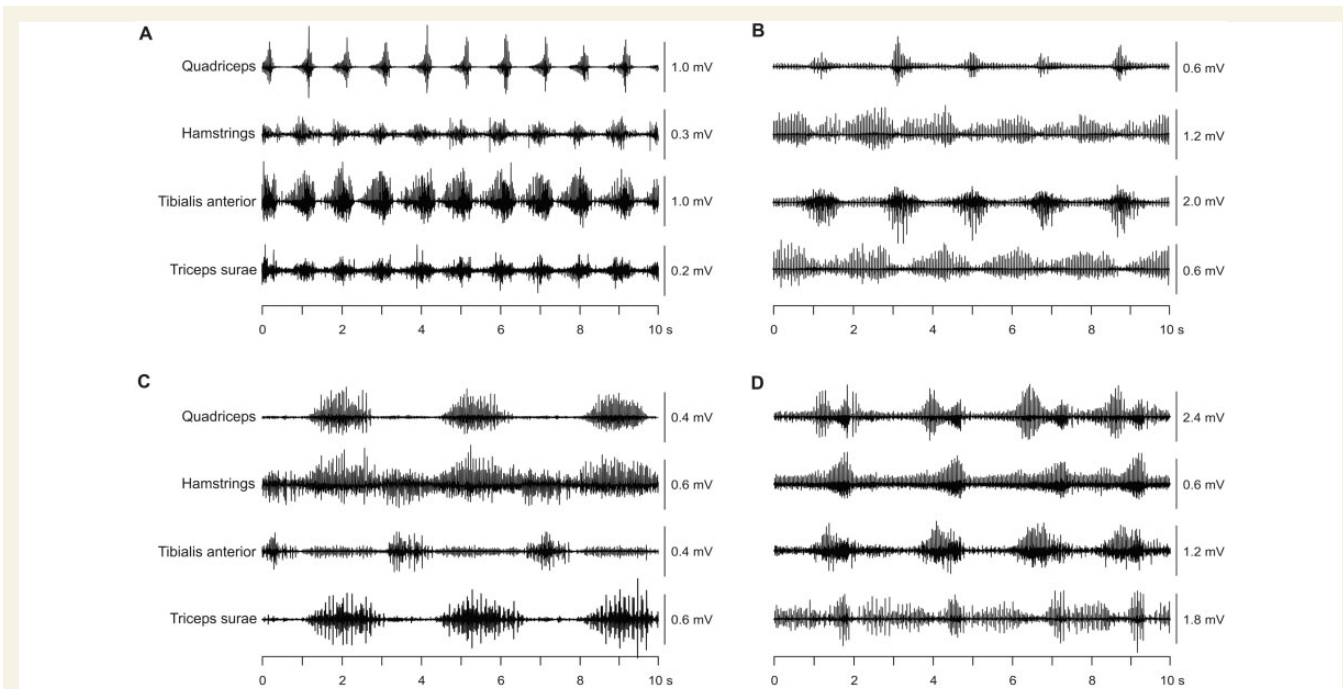 A
Quadriceps
1.0 mV
Hamstrings
0.3 mV
Tibialis anterior
1.0 mV
Triceps surae
0.2 mV
0 2 4 6 8 10 s
B
0.6 mV
1.2 mV
2.0 mV
0.6 mV
0 2 4 6 8 10 s
C
Quadriceps
0.4 mV
Hamstrings
0.6 mV
Tibialis anterior
0.4 mV
Triceps surae
0.6 mV
0 2 4 6 8 10 s
D
2.4 mV
0.6 mV
1.2 mV
1.8 mV
0 2 4 6 8 10 s